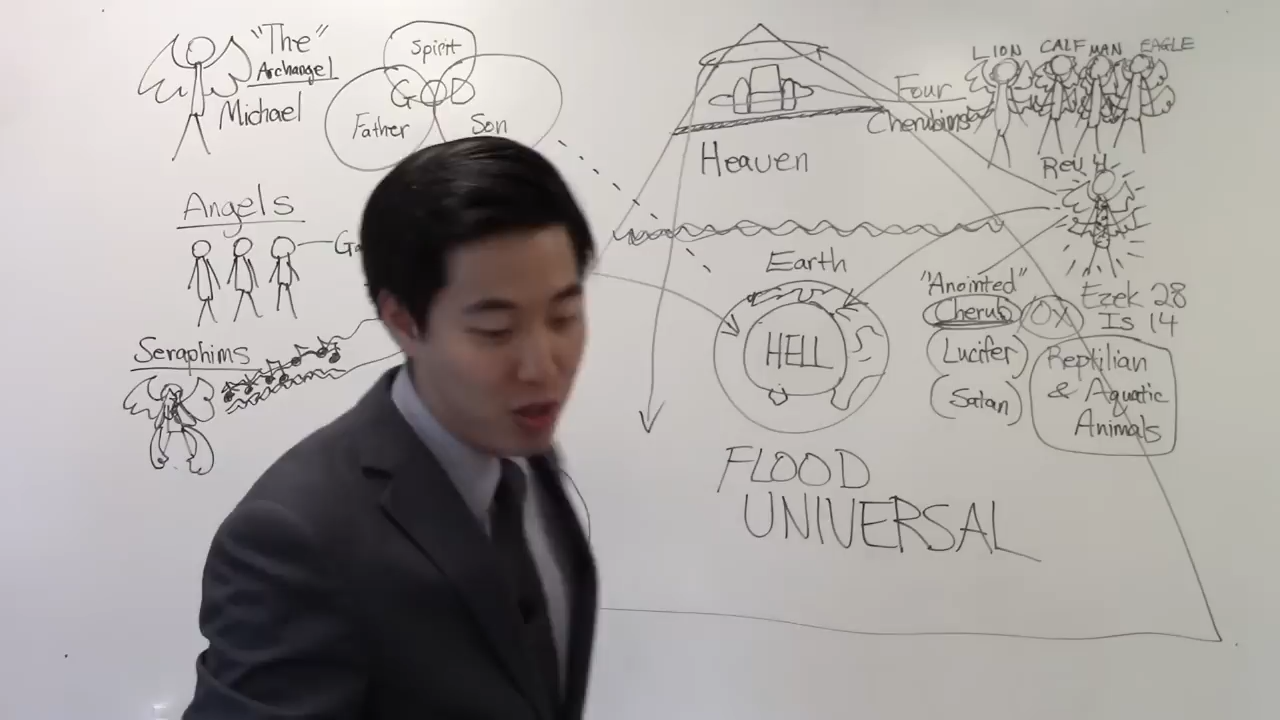 "The"
Archangel
Michael
Spirit
GOD
Father
Son
Angels
Seraphims
Heaven
Earth
HELL
FLOOD
UNIVERSAL
LION CALF MAN EAGLE
Four
Cherubims
Rev 4
"Anointed"
Cherub
OX
Ezek 28
Is 14
Lucifer
Satan
Reptilian
& Aquatic
Animals